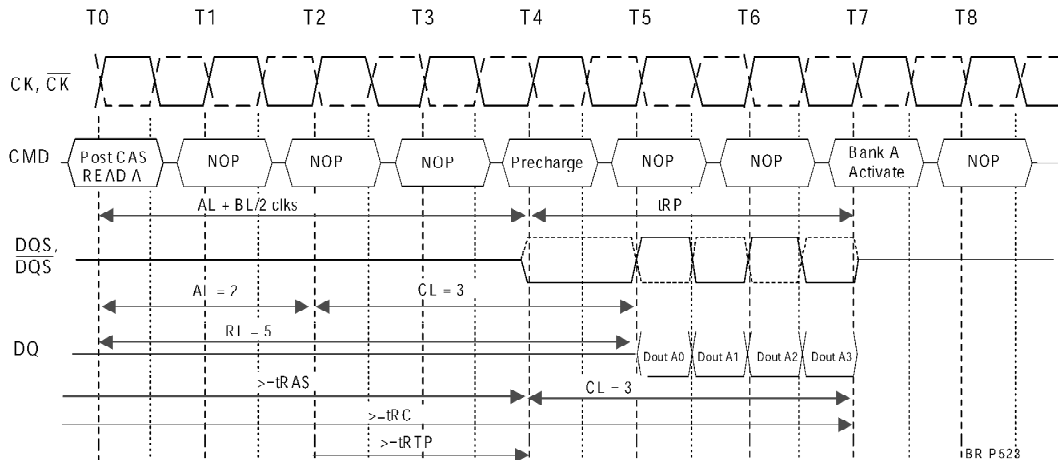 T0 T1 T2 T3 T4 T5 T6 T7 T8
CK, CK
CMD
Post CAS
READ A
NOP
NOP
NOP
Precharge
NOP
NOP
Bank A
Activate
NOP
AL + BL/2 clks
tRP
DQS,
DQS
AL = 2
CL = 3
RL = 5
DQ
Dout A0 Dout A1 Dout A2 Dout A3
>=tRAS
CL = 3
>=tRC
>=tRTP
BR P523